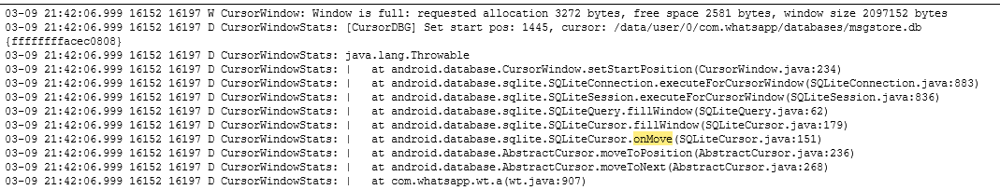 03-09 21:42:06.999 16152 16197 W CursorWindow: Window is full: requested allocation 3272 bytes, free space 2581 bytes, window size 2097152 bytes
03-09 21:42:06.999 16152 16197 D CursorWindowStats: [CursorDBG] Set start pos: 1445, cursor: /data/user/0/com.whatsapp/databases/msgstore.db
{ffffffffacec0808}
03-09 21:42:06.999 16152 16197 D CursorWindowStats: java.lang.Throwable
03-09 21:42:06.999 16152 16197 D CursorWindowStats: |   at android.database.CursorWindow.setStartPosition(CursorWindow.java:234)
03-09 21:42:06.999 16152 16197 D CursorWindowStats: |   at android.database.sqlite.SQLiteConnection.executeForCursorWindow(SQLiteConnection.java:883)
03-09 21:42:06.999 16152 16197 D CursorWindowStats: |   at android.database.sqlite.SQLiteSession.executeForCursorWindow(SQLiteSession.java:836)
03-09 21:42:06.999 16152 16197 D CursorWindowStats: |   at android.database.sqlite.SQLiteQuery.fillWindow(SQLiteQuery.java:62)
03-09 21:42:06.999 16152 16197 D CursorWindowStats: |   at android.database.sqlite.SQLiteCursor.fillWindow(SQLiteCursor.java:179)
03-09 21:42:06.999 16152 16197 D CursorWindowStats: |   at android.database.sqlite.SQLiteCursor.onMove(SQLiteCursor.java:151)
03-09 21:42:06.999 16152 16197 D CursorWindowStats: |   at android.database.AbstractCursor.moveToPosition(AbstractCursor.java:236)
03-09 21:42:06.999 16152 16197 D CursorWindowStats: |   at android.database.AbstractCursor.moveToNext(AbstractCursor.java:268)
03-09 21:42:06.999 16152 16197 D CursorWindowStats: |   at com.whatsapp.wt.a(wt.java:907)